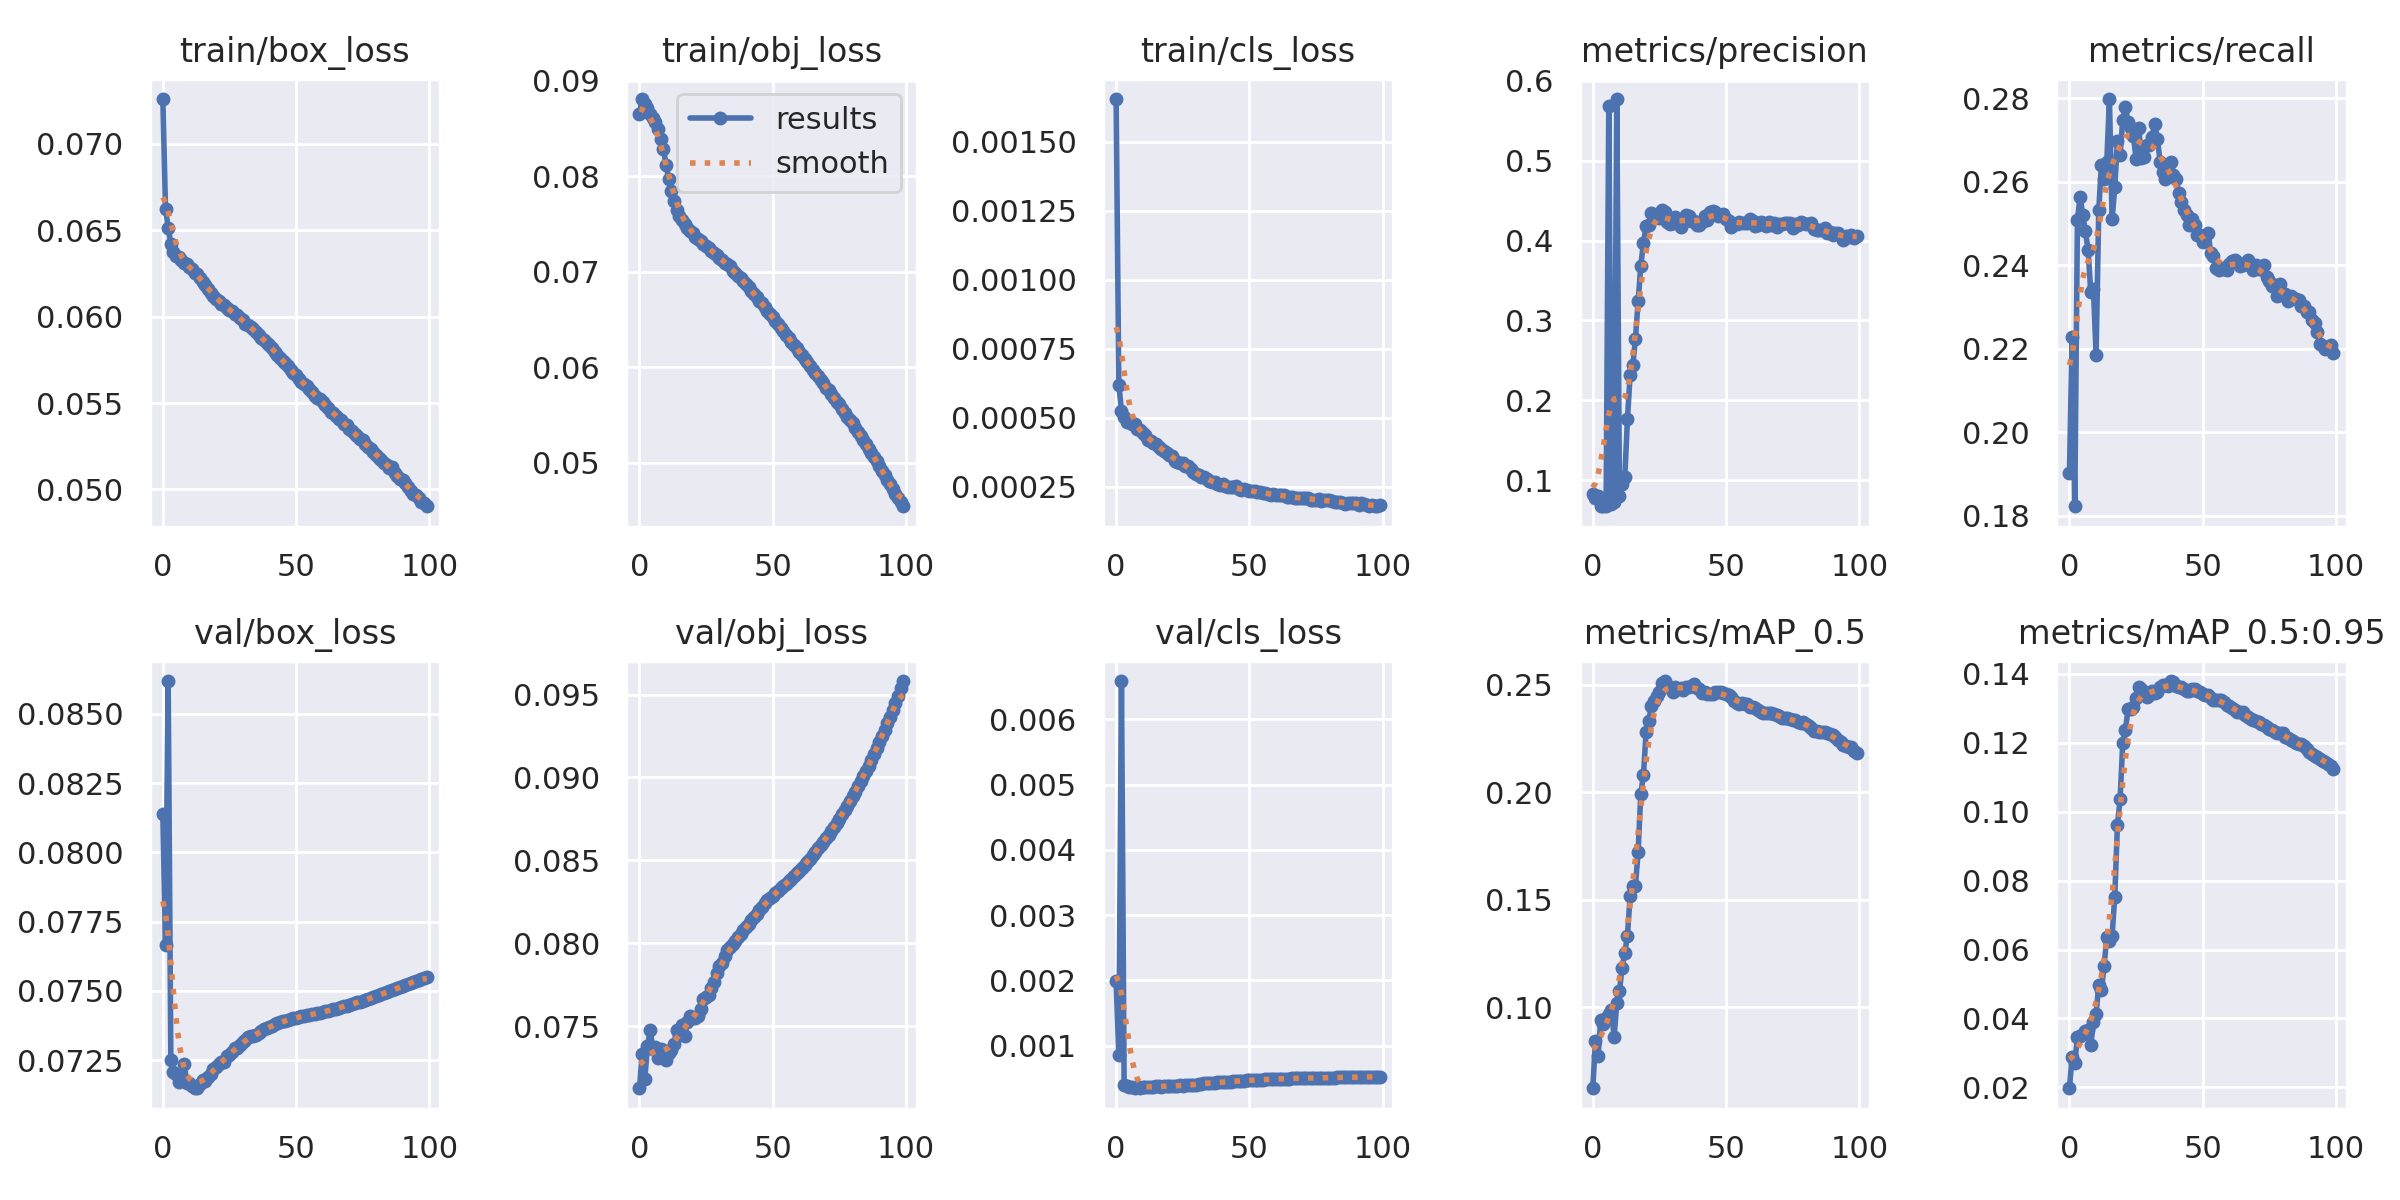 train/box_loss
0.070
0.065
0.060
0.055
0.050
0 50 100
train/obj_loss
0.09
0.08
0.07
0.06
0.05
results
smooth
0 50 100
train/cls_loss
0.00150
0.00125
0.00100
0.00075
0.00050
0.00025
0 50 100
metrics/precision
0.6
0.5
0.4
0.3
0.2
0.1
0 50 100
metrics/recall
0.28
0.26
0.24
0.22
0.20
0.18
0 50 100
val/box_loss
0.0850
0.0825
0.0800
0.0775
0.0750
0.0725
0 50 100
val/obj_loss
0.095
0.090
0.085
0.080
0.075
0 50 100
val/cls_loss
0.006
0.005
0.004
0.003
0.002
0.001
0 50 100
metrics/mAP_0.5
0.25
0.20
0.15
0.10
0 50 100
metrics/mAP_0.5:0.95
0.14
0.12
0.10
0.08
0.06
0.04
0.02
0 50 100